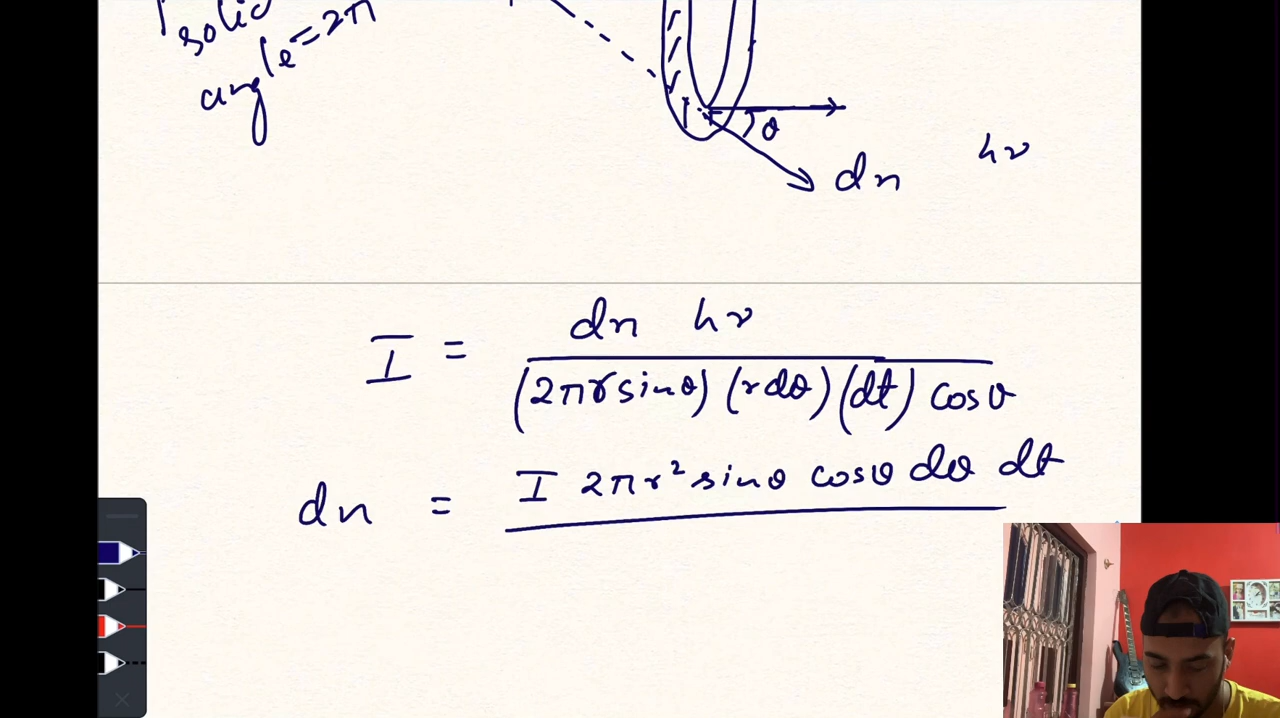 solid
angle=2π
θ
dn
hν
I = dn hν / (2πr sinθ) (r dθ) (dt) cosθ
dn = I 2πr² sinθ cosθ dθ dt